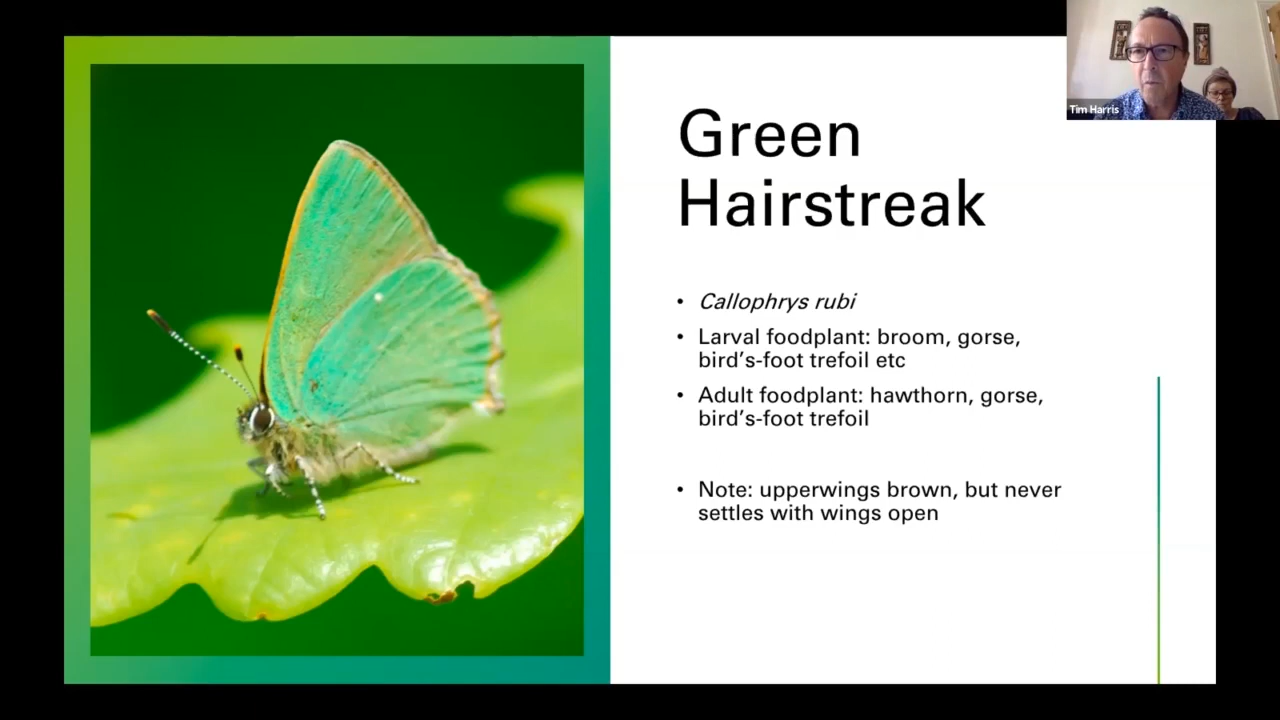 Tim Harris
Green
Hairstreak
• Callophrys rubi
• Larval foodplant: broom, gorse,
bird’s-foot trefoil etc
• Adult foodplant: hawthorn, gorse,
bird’s-foot trefoil
• Note: upperwings brown, but never
settles with wings open